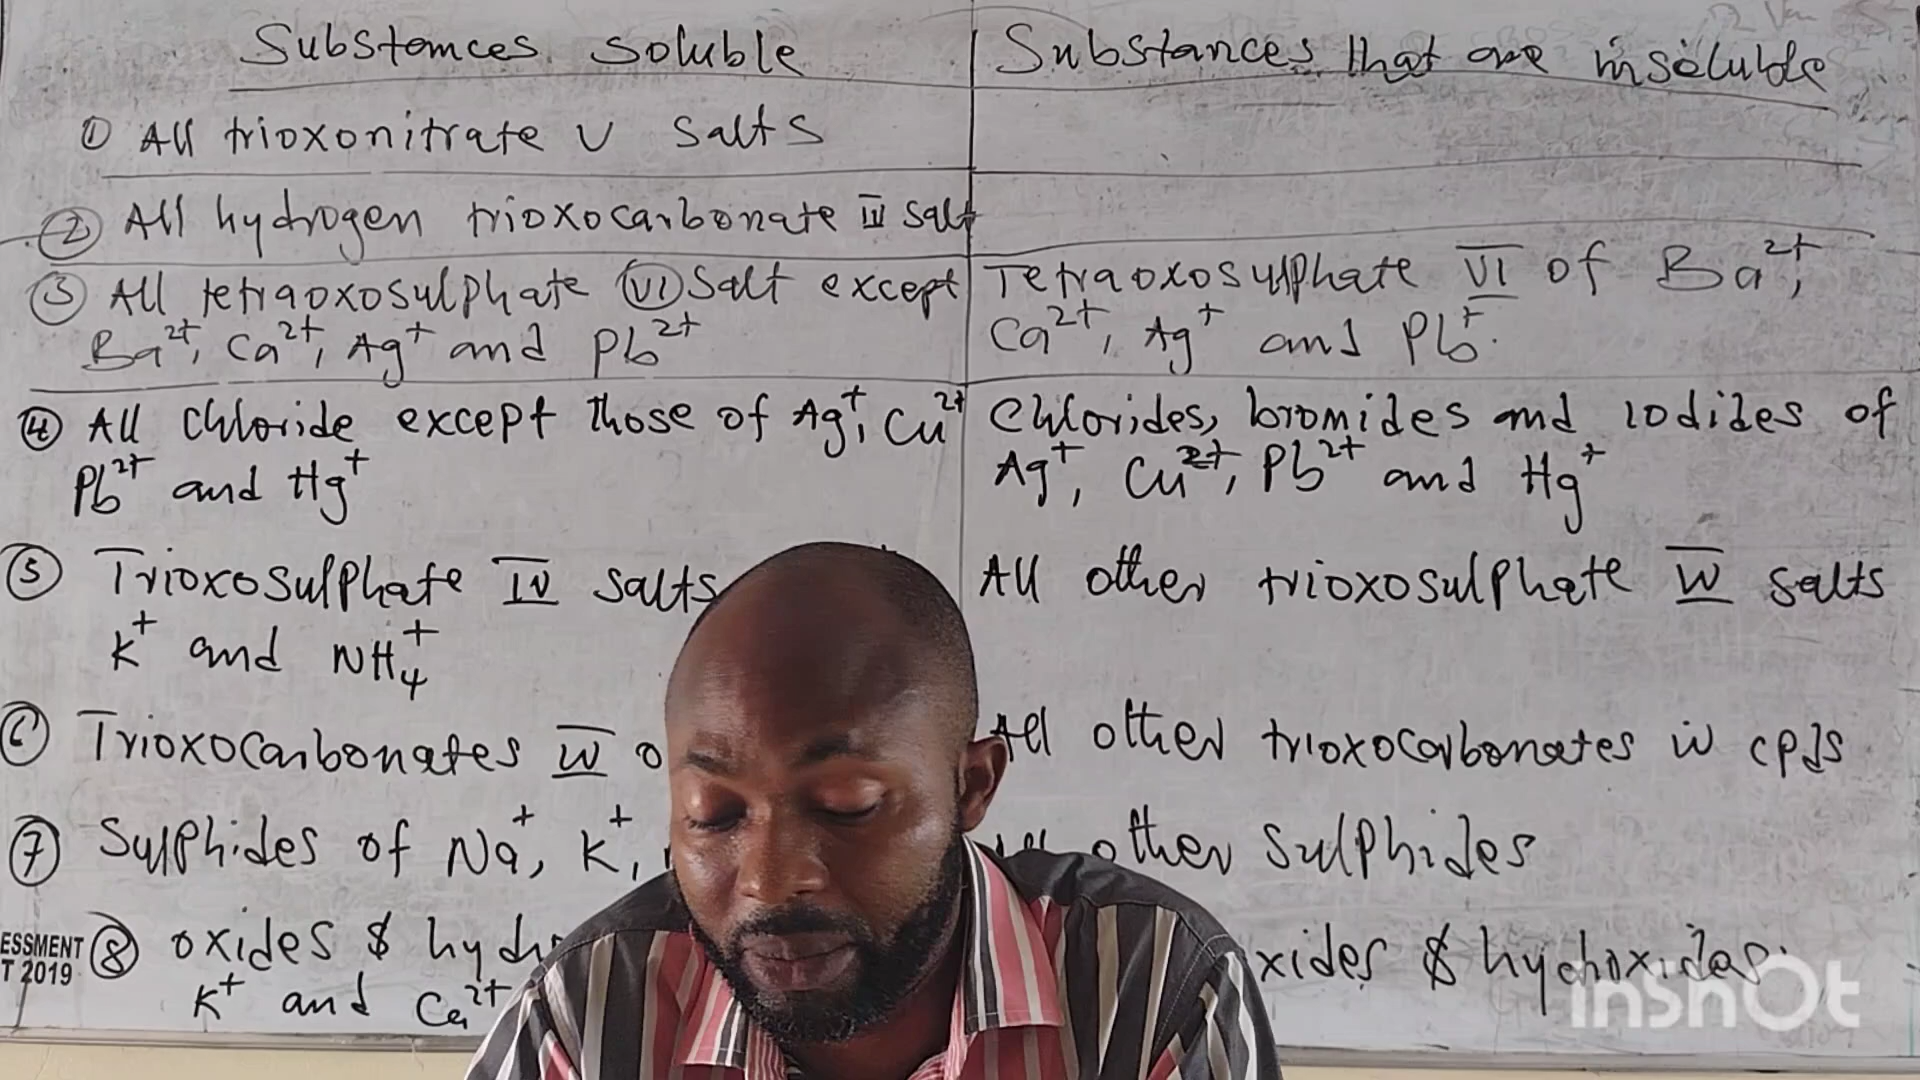 Substances soluble
Substances that are insoluble
① All trioxonitrate V salts
② All hydrogen trioxocarbonate IV salt
③ All tetraoxosulphate (VI) salt except
Ba²⁺, Ca²⁺, Ag⁺ and Pb²⁺
Tetraoxosulphate VI of Ba²⁺,
Ca²⁺, Ag⁺ and Pb⁺.
④ All chloride except those of Ag⁺, Cu²⁺
Pb²⁺ and Hg⁺
Chlorides, bromides and iodides of
Ag⁺, Cu²⁺, Pb²⁺ and Hg⁺
⑤ Trioxosulphate IV salts
K⁺ and NH₄⁺
All other trioxosulphate IV salts
⑥ Trioxocarbonates IV
All other trioxocarbonates iv cpds
⑦ Sulphides of Na⁺, K⁺,
other sulphides
⑧ oxides & hydr
K⁺ and Ca²⁺
xides & hydroxides.
ESSMENT
T 2019
InShOt